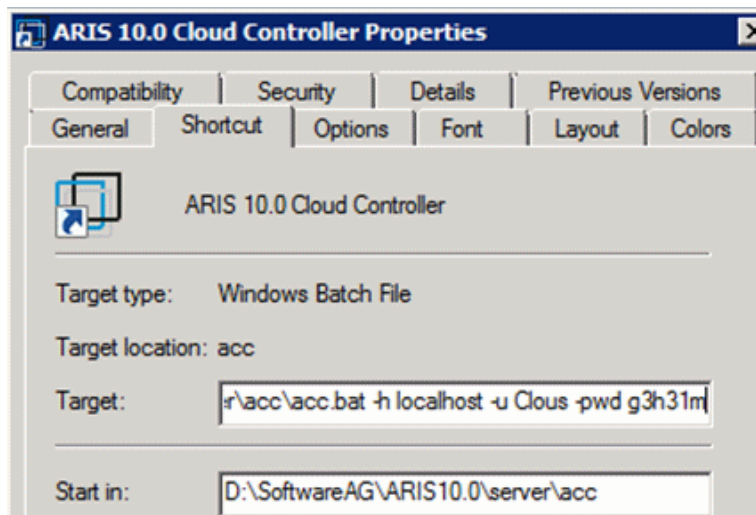 ARIS 10.0 Cloud Controller Properties
Compatibility Security Details Previous Versions
General Shortcut Options Font Layout Colors
ARIS 10.0 Cloud Controller
Target type: Windows Batch File
Target location: acc
Target: r\acc\acc.bat -h localhost -u Clous -pwd g3h31m
Start in: D:\SoftwareAG\ARIS10.0\server\acc